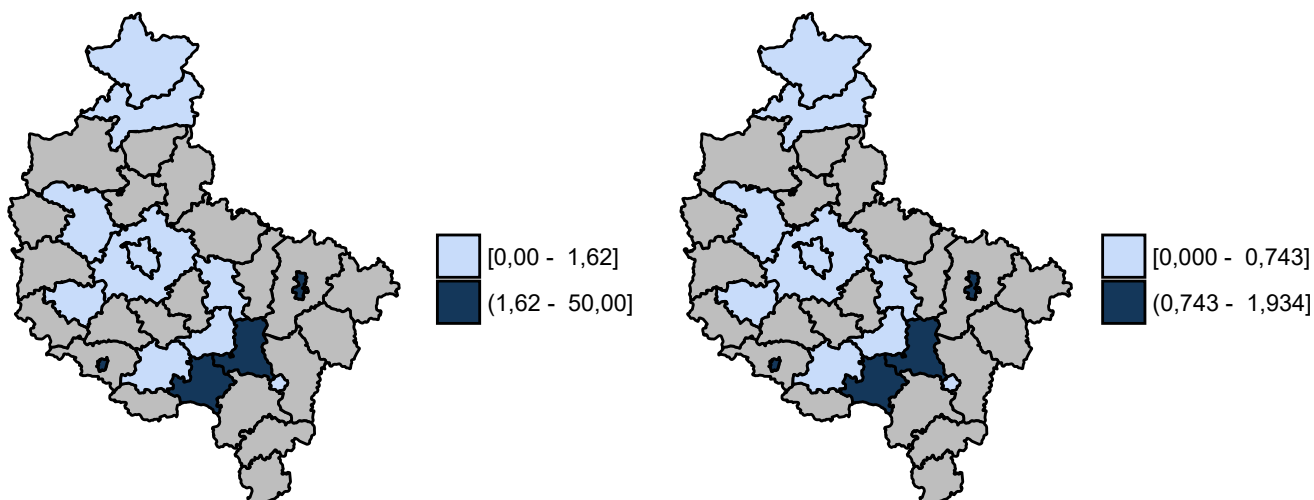 [0,00 - 1,62]
(1,62 - 50,00]
[0,000 - 0,743]
(0,743 - 1,934]